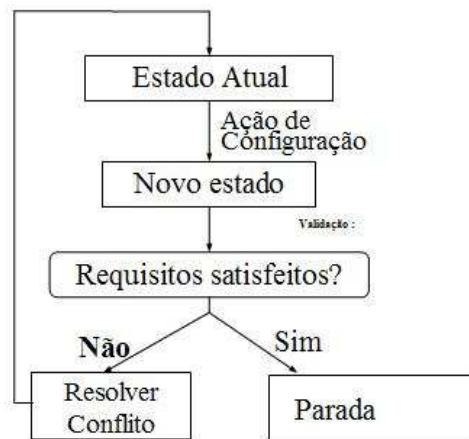 Estado Atual
Ação de
Configuração
Novo estado
Validação :
Requisitos satisfeitos?
Não
Sim
Resolver
Conflito
Parada